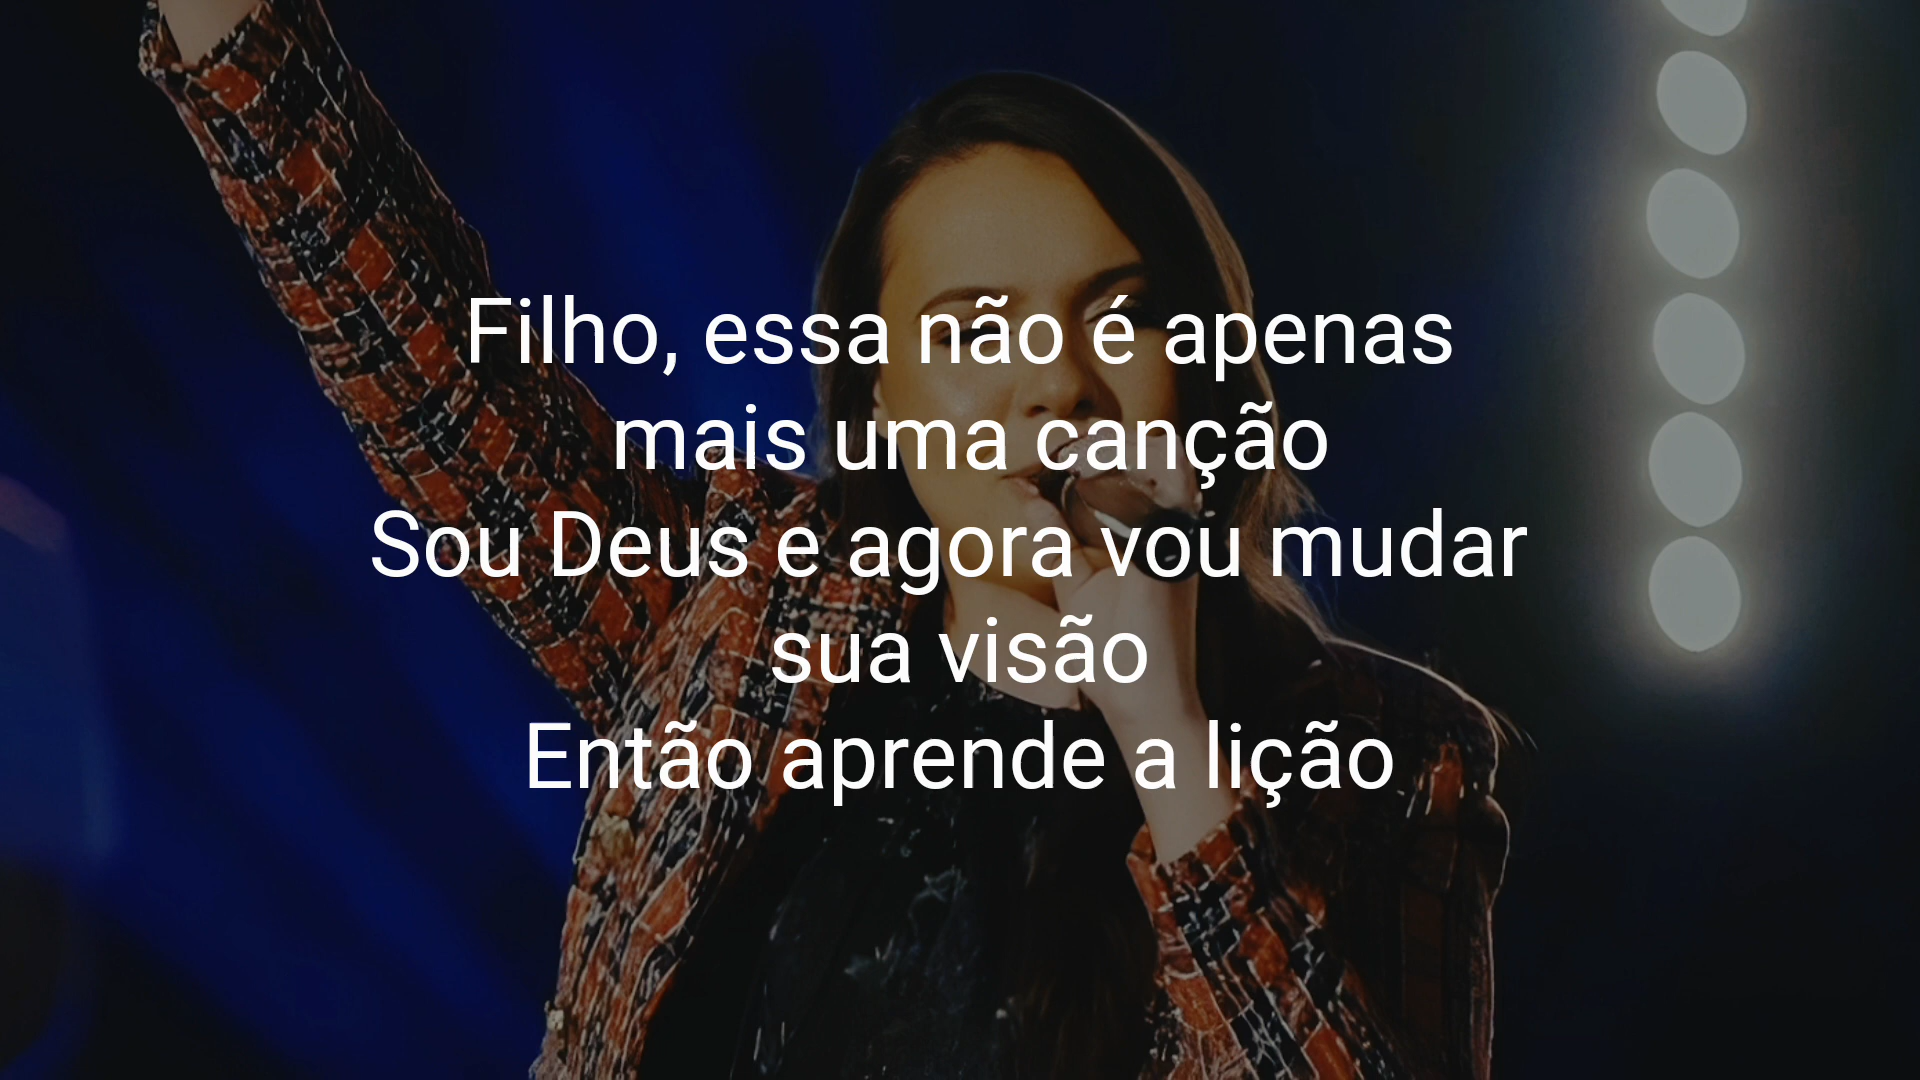 Filho, essa não é apenas
mais uma canção
Sou Deus e agora vou mudar
sua visão
Então aprende a lição